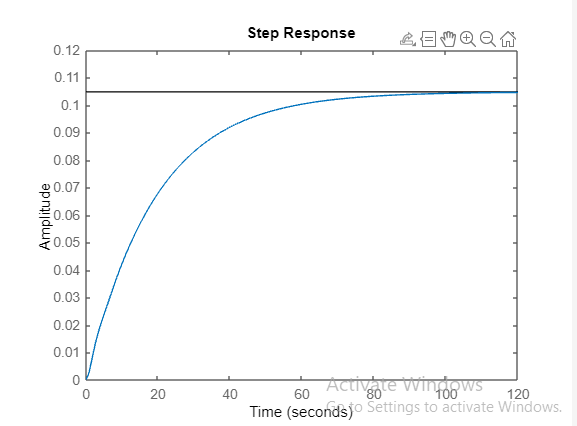 Step Response
0.12
0.11
0.1
0.09
0.08
0.07
0.06
0.05
0.04
0.03
0.02
0.01
0
Amplitude
0 20 40 60 80 100 120
Time (seconds)
Activate Windows
Go to Settings to activate Windows.